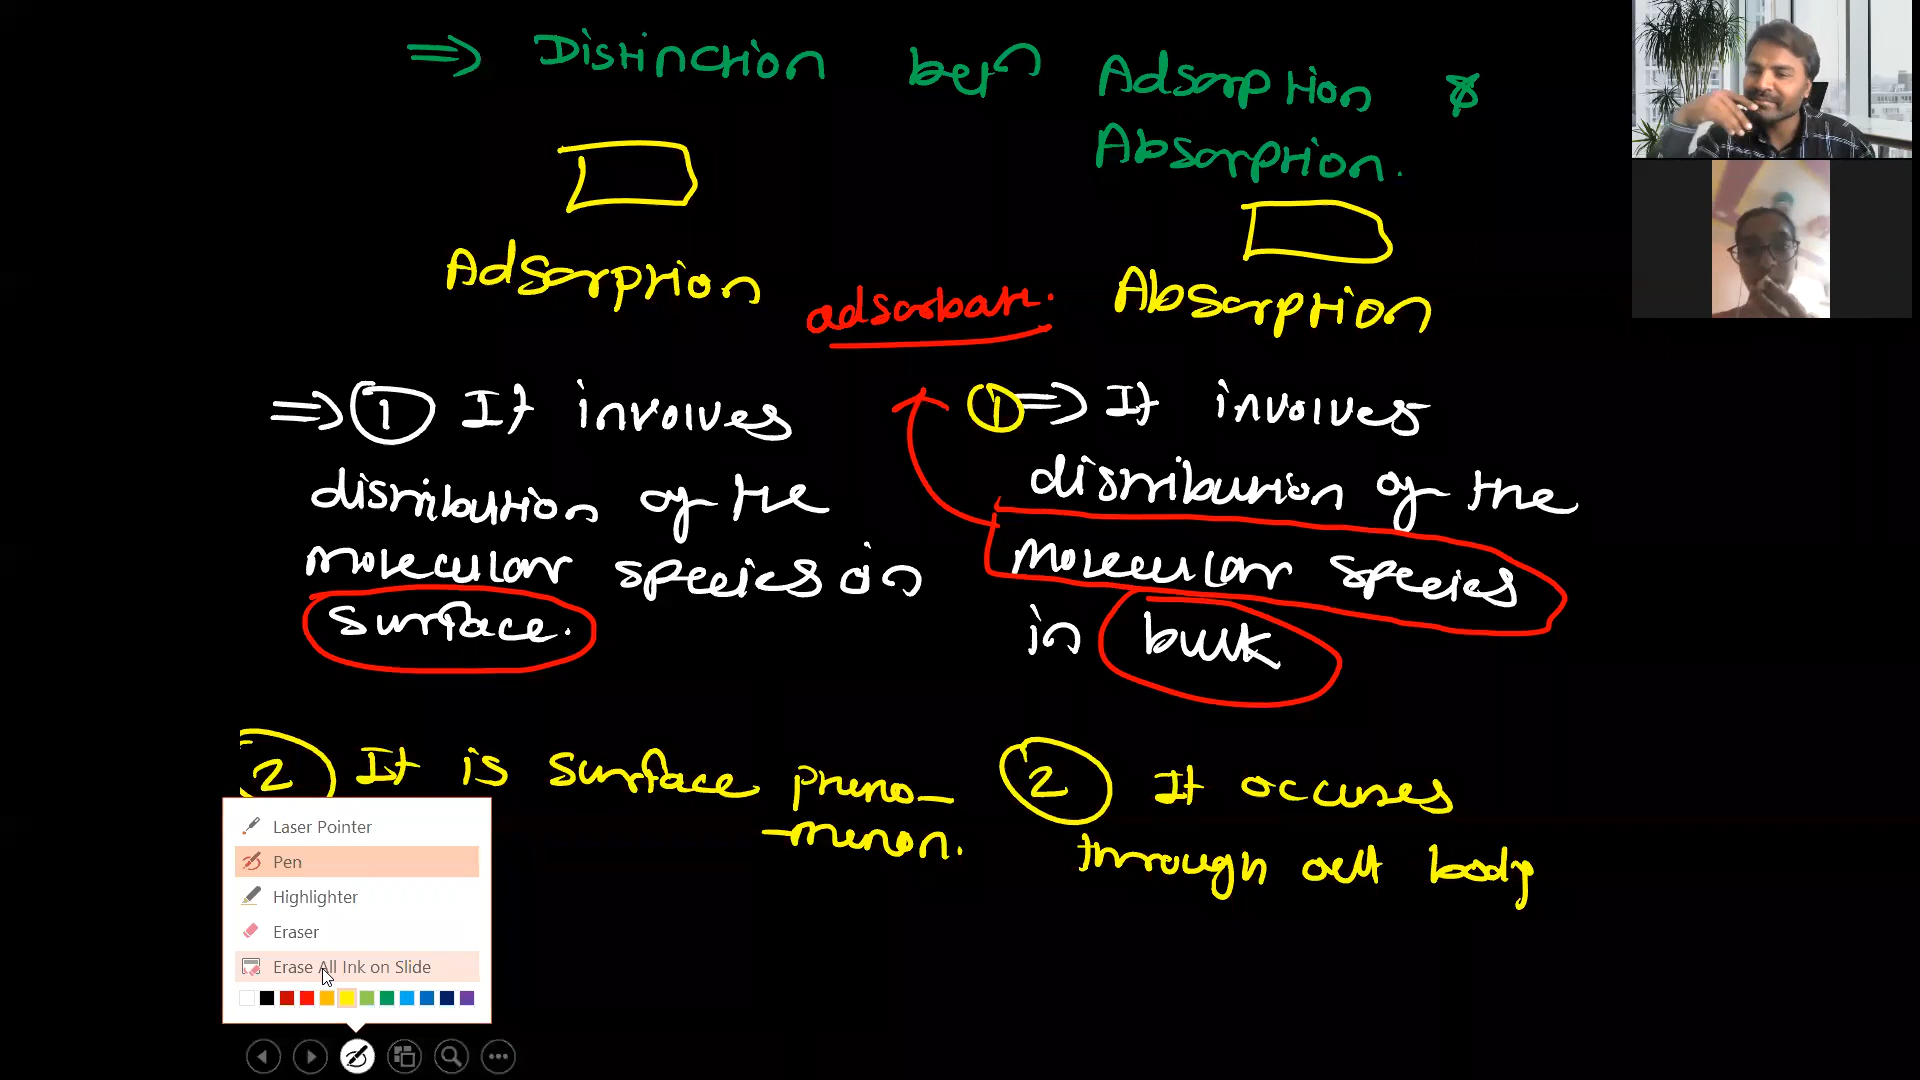 ⇒ Distinction betn Adsorption &
Absorption.
Adsorption
adsorbate.
Absorption
⇒ 1 It involves
distribution of the
molecular species in
surface.
1 ⇒ It involves
distribution of the
molecular species
in bulk
2 It is surface pheno-
-menon.
2 It occures
through out body
Laser Pointer
Pen
Highlighter
Eraser
Erase All Ink on Slide